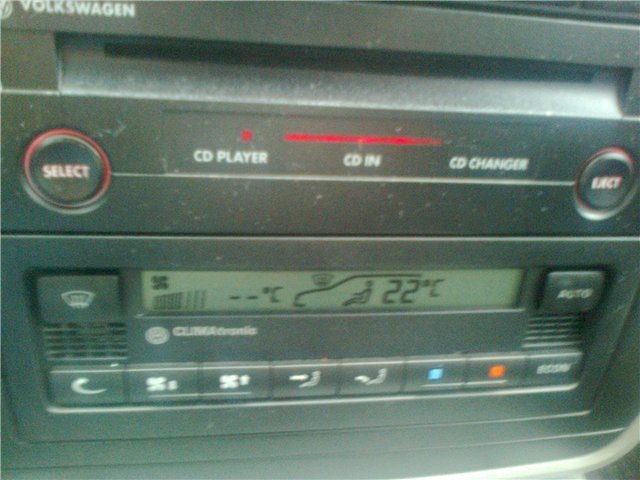 VOLKSWAGEN
SELECT
CD PLAYER
CD IN
CD CHANGER
EJECT
--°C
22°C
AUTO
CLIMAtronic
ECON